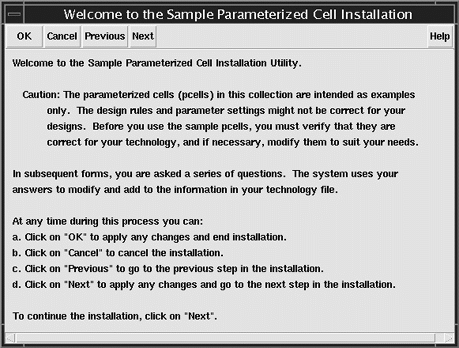 Welcome to the Sample Parameterized Cell Installation
OK Cancel Previous Next Help
Welcome to the Sample Parameterized Cell Installation Utility.
Caution: The parameterized cells (pcells) in this collection are intended as examples
only. The design rules and parameter settings might not be correct for your
designs. Before you use the sample pcells, you must verify that they are
correct for your technology, and if necessary, modify them to suit your needs.
In subsequent forms, you are asked a series of questions. The system uses your
answers to modify and add to the information in your technology file.
At any time during this process you can:
a. Click on "OK" to apply any changes and end installation.
b. Click on "Cancel" to cancel the installation.
c. Click on "Previous" to go to the previous step in the installation.
d. Click on "Next" to apply any changes and go to the next step in the installation.
To continue the installation, click on "Next".